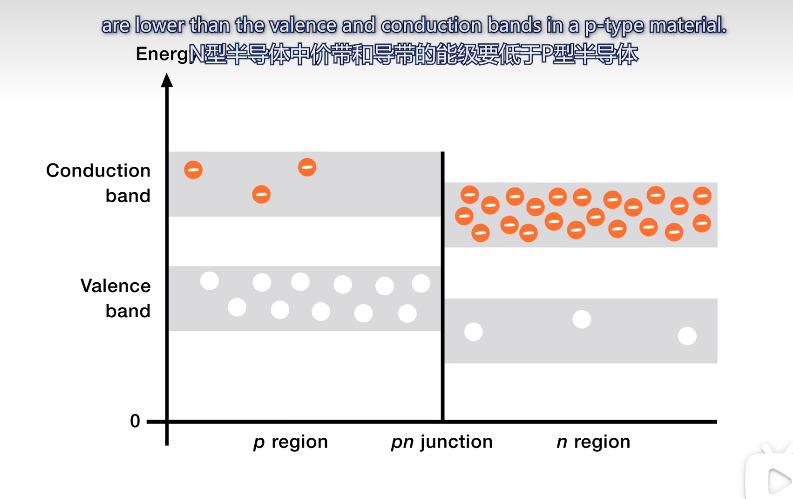 are lower than the valence and conduction bands in a p-type material.
N型半导体中价带和导带的能级要低于P型半导体
Energ
Conduction
band
Valence
band
0
p region
pn junction
n region